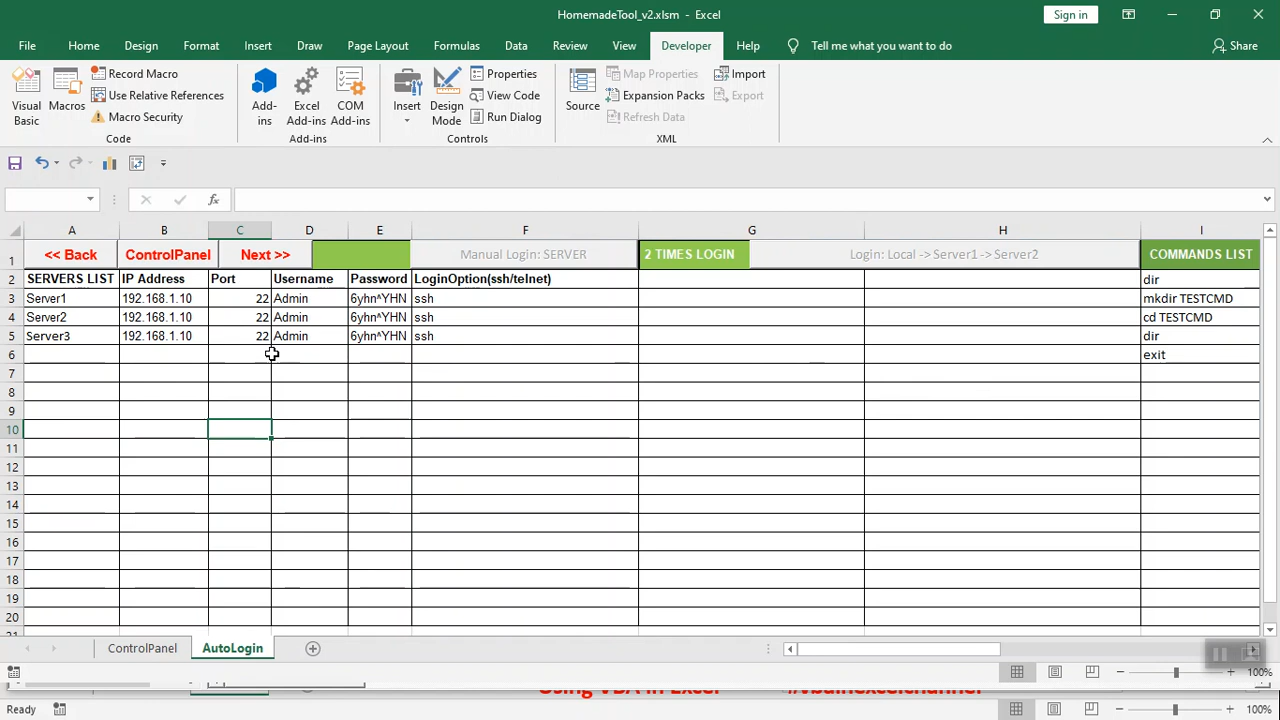 HomemadeTool_v2.xlsm - Excel
Sign in
File Home Design Format Insert Draw Page Layout Formulas Data Review View Developer Help Tell me what you want to do Share
Visual Basic
Macros
Record Macro
Use Relative References
Macro Security
Code
Add-ins
Excel Add-ins
COM Add-ins
Add-ins
Insert
Design Mode
Properties
View Code
Run Dialog
Controls
Source
Map Properties
Expansion Packs
Refresh Data
Import
Export
XML
fx
A B C D E F G H I
1 << Back ControlPanel Next >> Manual Login: SERVER 2 TIMES LOGIN Login: Local -> Server1 -> Server2 COMMANDS LIST
2 SERVERS LIST IP Address Port Username Password LoginOption(ssh/telnet) dir
3 Server1 192.168.1.10 22 Admin 6yhn^YHN ssh mkdir TESTCMD
4 Server2 192.168.1.10 22 Admin 6yhn^YHN ssh cd TESTCMD
5 Server3 192.168.1.10 22 Admin 6yhn^YHN ssh dir
6 exit
7
8
9
10
11
12
13
14
15
16
17
18
19
20
21
ControlPanel AutoLogin
100%
Using VBA in Excel #vbainexcelchannel
Ready 100%